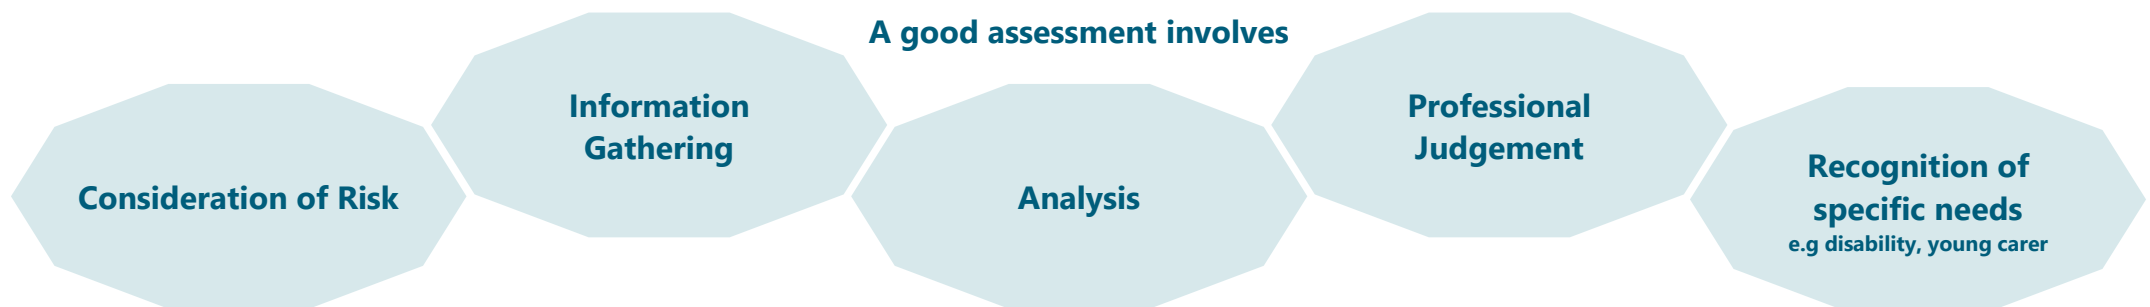 A good assessment involves
Consideration of Risk
Information
Gathering
Analysis
Professional
Judgement
Recognition of
specific needs
e.g disability, young carer